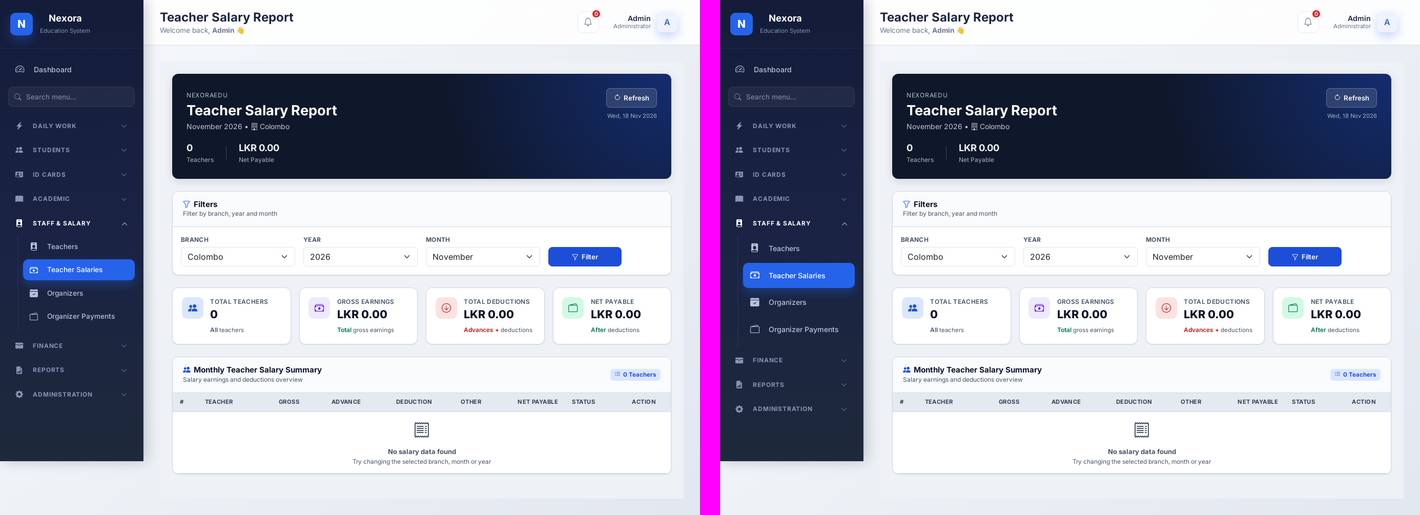 N
Nexora
Education System
Dashboard
Search menu...
DAILY WORK
STUDENTS
ID CARDS
ACADEMIC
STAFF & SALARY
Teachers
Teacher Salaries
Organizers
Organizer Payments
FINANCE
REPORTS
ADMINISTRATION
Teacher Salary Report
Welcome back, Admin 👋
0
Admin
Administrator
A
NEXORAEDU
Teacher Salary Report
November 2026 • Colombo
0
Teachers
LKR 0.00
Net Payable
Refresh
Wed, 18 Nov 2026
Filters
Filter by branch, year and month
BRANCH
Colombo
YEAR
2026
MONTH
November
Filter
TOTAL TEACHERS
0
All teachers
GROSS EARNINGS
LKR 0.00
Total gross earnings
TOTAL DEDUCTIONS
LKR 0.00
Advances + deductions
NET PAYABLE
LKR 0.00
After deductions
Monthly Teacher Salary Summary
Salary earnings and deductions overview
0 Teachers
# TEACHER GROSS ADVANCE DEDUCTION OTHER NET PAYABLE STATUS ACTION
No salary data found
Try changing the selected branch, month or year
N
Nexora
Education System
Dashboard
Search menu...
DAILY WORK
STUDENTS
ID CARDS
ACADEMIC
STAFF & SALARY
Teachers
Teacher Salaries
Organizers
Organizer Payments
FINANCE
REPORTS
ADMINISTRATION
Teacher Salary Report
Welcome back, Admin 👋
0
Admin
Administrator
A
NEXORAEDU
Teacher Salary Report
November 2026 • Colombo
0
Teachers
LKR 0.00
Net Payable
Refresh
Wed, 18 Nov 2026
Filters
Filter by branch, year and month
BRANCH
Colombo
YEAR
2026
MONTH
November
Filter
TOTAL TEACHERS
0
All teachers
GROSS EARNINGS
LKR 0.00
Total gross earnings
TOTAL DEDUCTIONS
LKR 0.00
Advances + deductions
NET PAYABLE
LKR 0.00
After deductions
Monthly Teacher Salary Summary
Salary earnings and deductions overview
0 Teachers
# TEACHER GROSS ADVANCE DEDUCTION OTHER NET PAYABLE STATUS ACTION
No salary data found
Try changing the selected branch, month or year